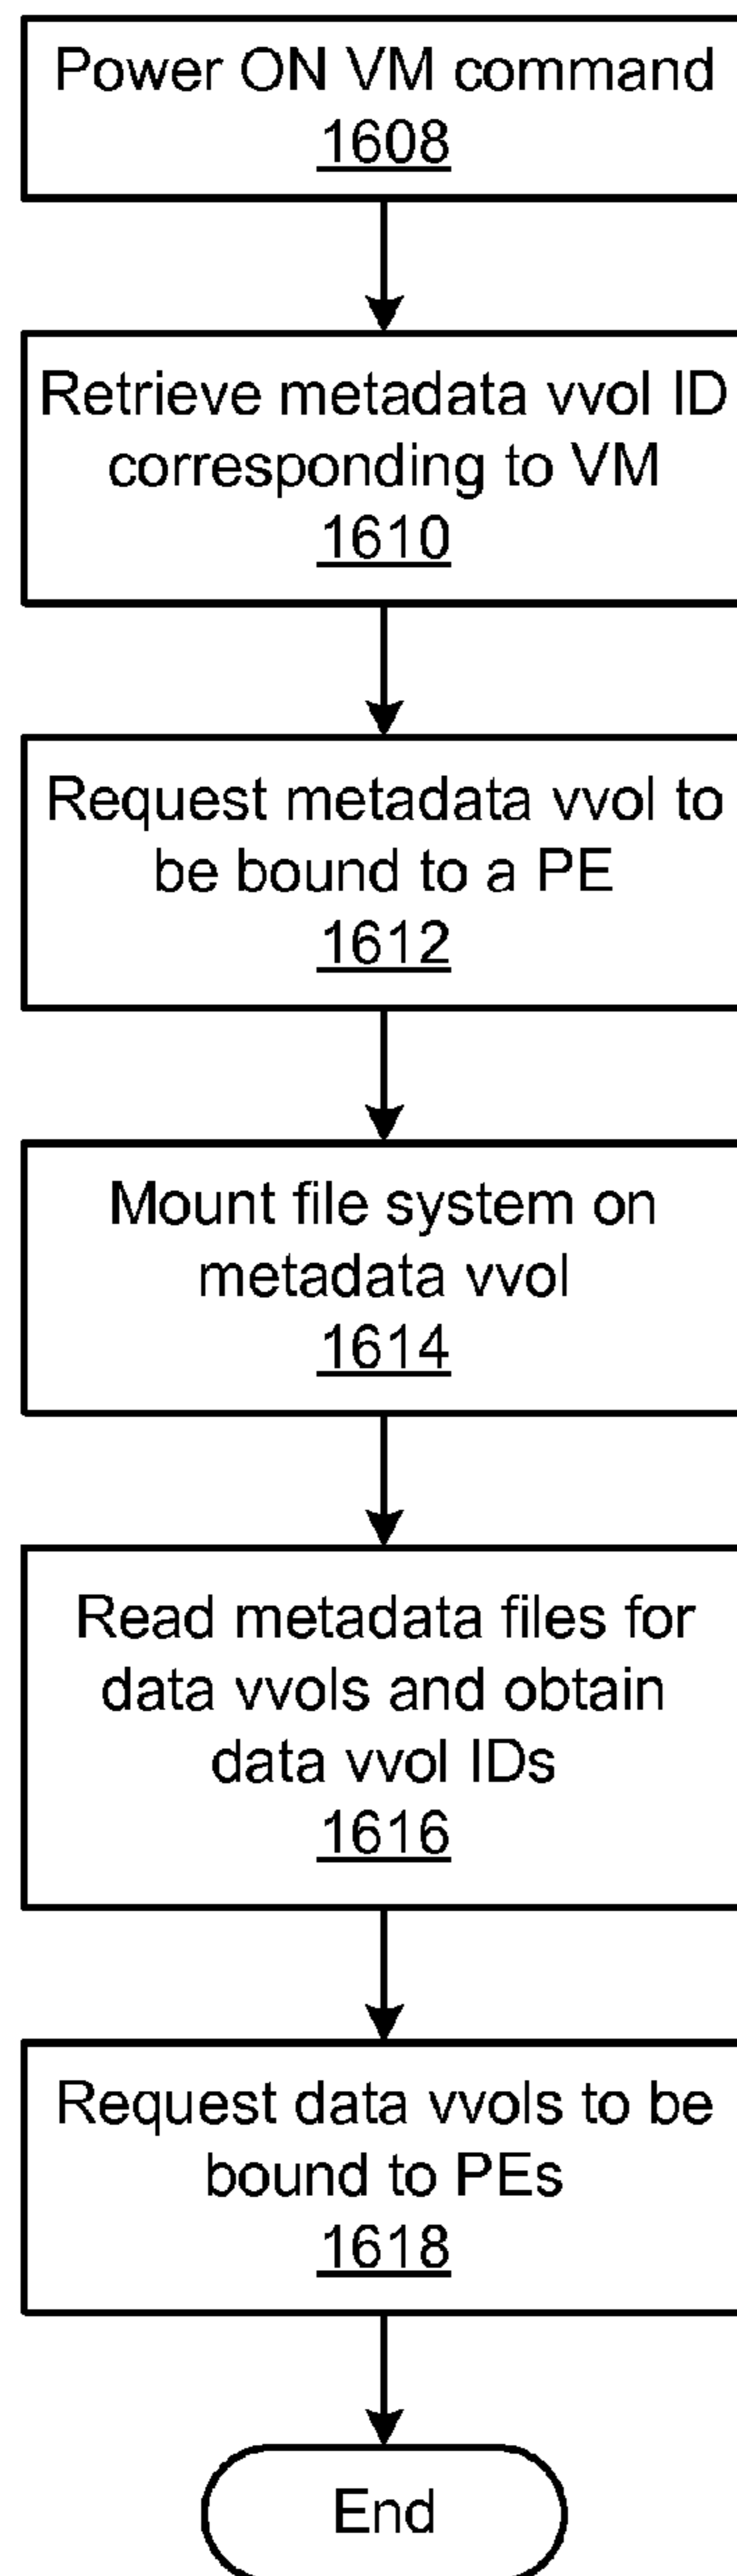 Power ON VM command
1608
Retrieve metadata vvol ID
corresponding to VM
1610
Request metadata vvol to
be bound to a PE
1612
Mount file system on
metadata vvol
1614
Read metadata files for
data vvols and obtain
data vvol IDs
1616
Request data vvols to be
bound to PEs
1618
End